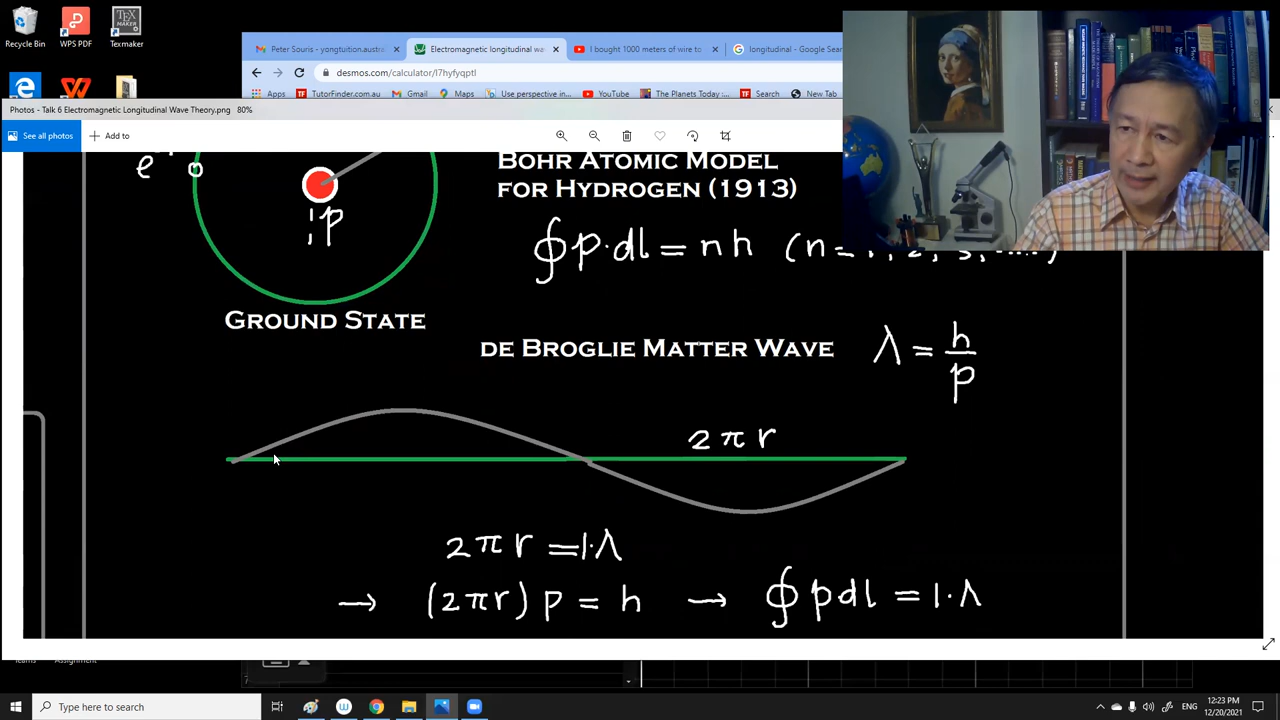 Recycle Bin
WPS PDF
Texmaker
Peter Souris - yongtuition.austral
Electromagnetic longitudinal wa
I bought 1000 meters of wire to
longitudinal - Google Sear
desmos.com/calculator/l7hyfyqptl
Apps
TutorFinder.com.au
Gmail
Maps
Use perspective in...
YouTube
The Planets Today :...
Search
New Tab
Photos - Talk 6 Electromagnetic Longitudinal Wave Theory.png
80%
See all photos
Add to
e
BOHR ATOMIC MODEL
FOR HYDROGEN (1913)
p
∮ p·dl = nh (n=
GROUND STATE
DE BROGLIE MATTER WAVE
λ = h/p
2πr
2πr = 1·λ
→ (2πr) p = h → ∮ p dl = 1·λ
Type here to search
ENG
12:23 PM
12/20/2021